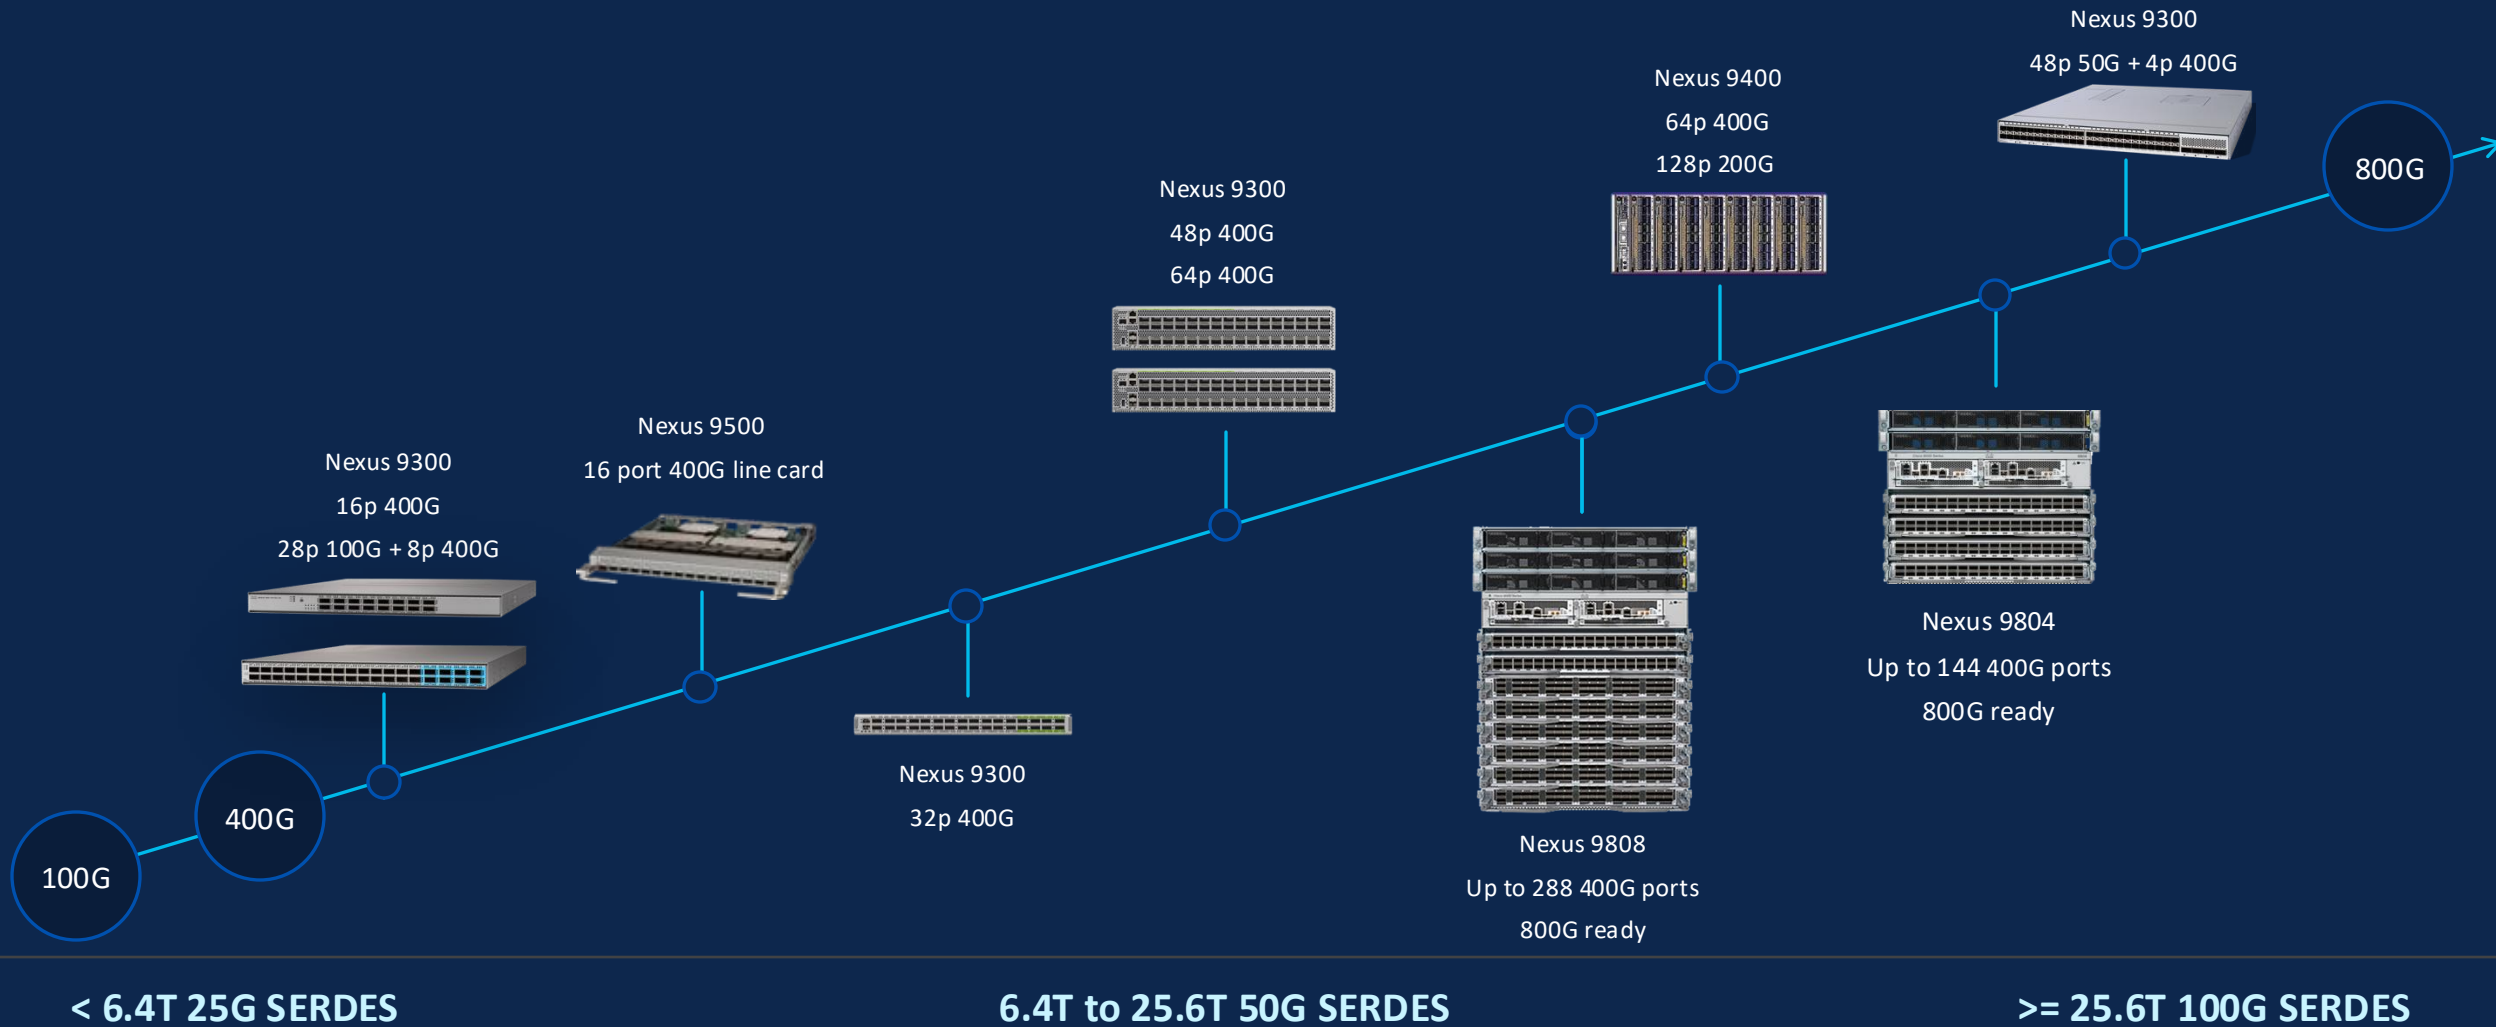 Nexus 9300
48p 50G + 4p 400G
Nexus 9400
64p 400G
128p 200G
800G
Nexus 9300
48p 400G
64p 400G
Nexus 9500
16 port 400G line card
Nexus 9300
16p 400G
28p 100G + 8p 400G
Nexus 9804
Up to 144 400G ports
800G ready
Nexus 9300
32p 400G
400G
100G
Nexus 9808
Up to 288 400G ports
800G ready
< 6.4T 25G SERDES
6.4T to 25.6T 50G SERDES
>= 25.6T 100G SERDES